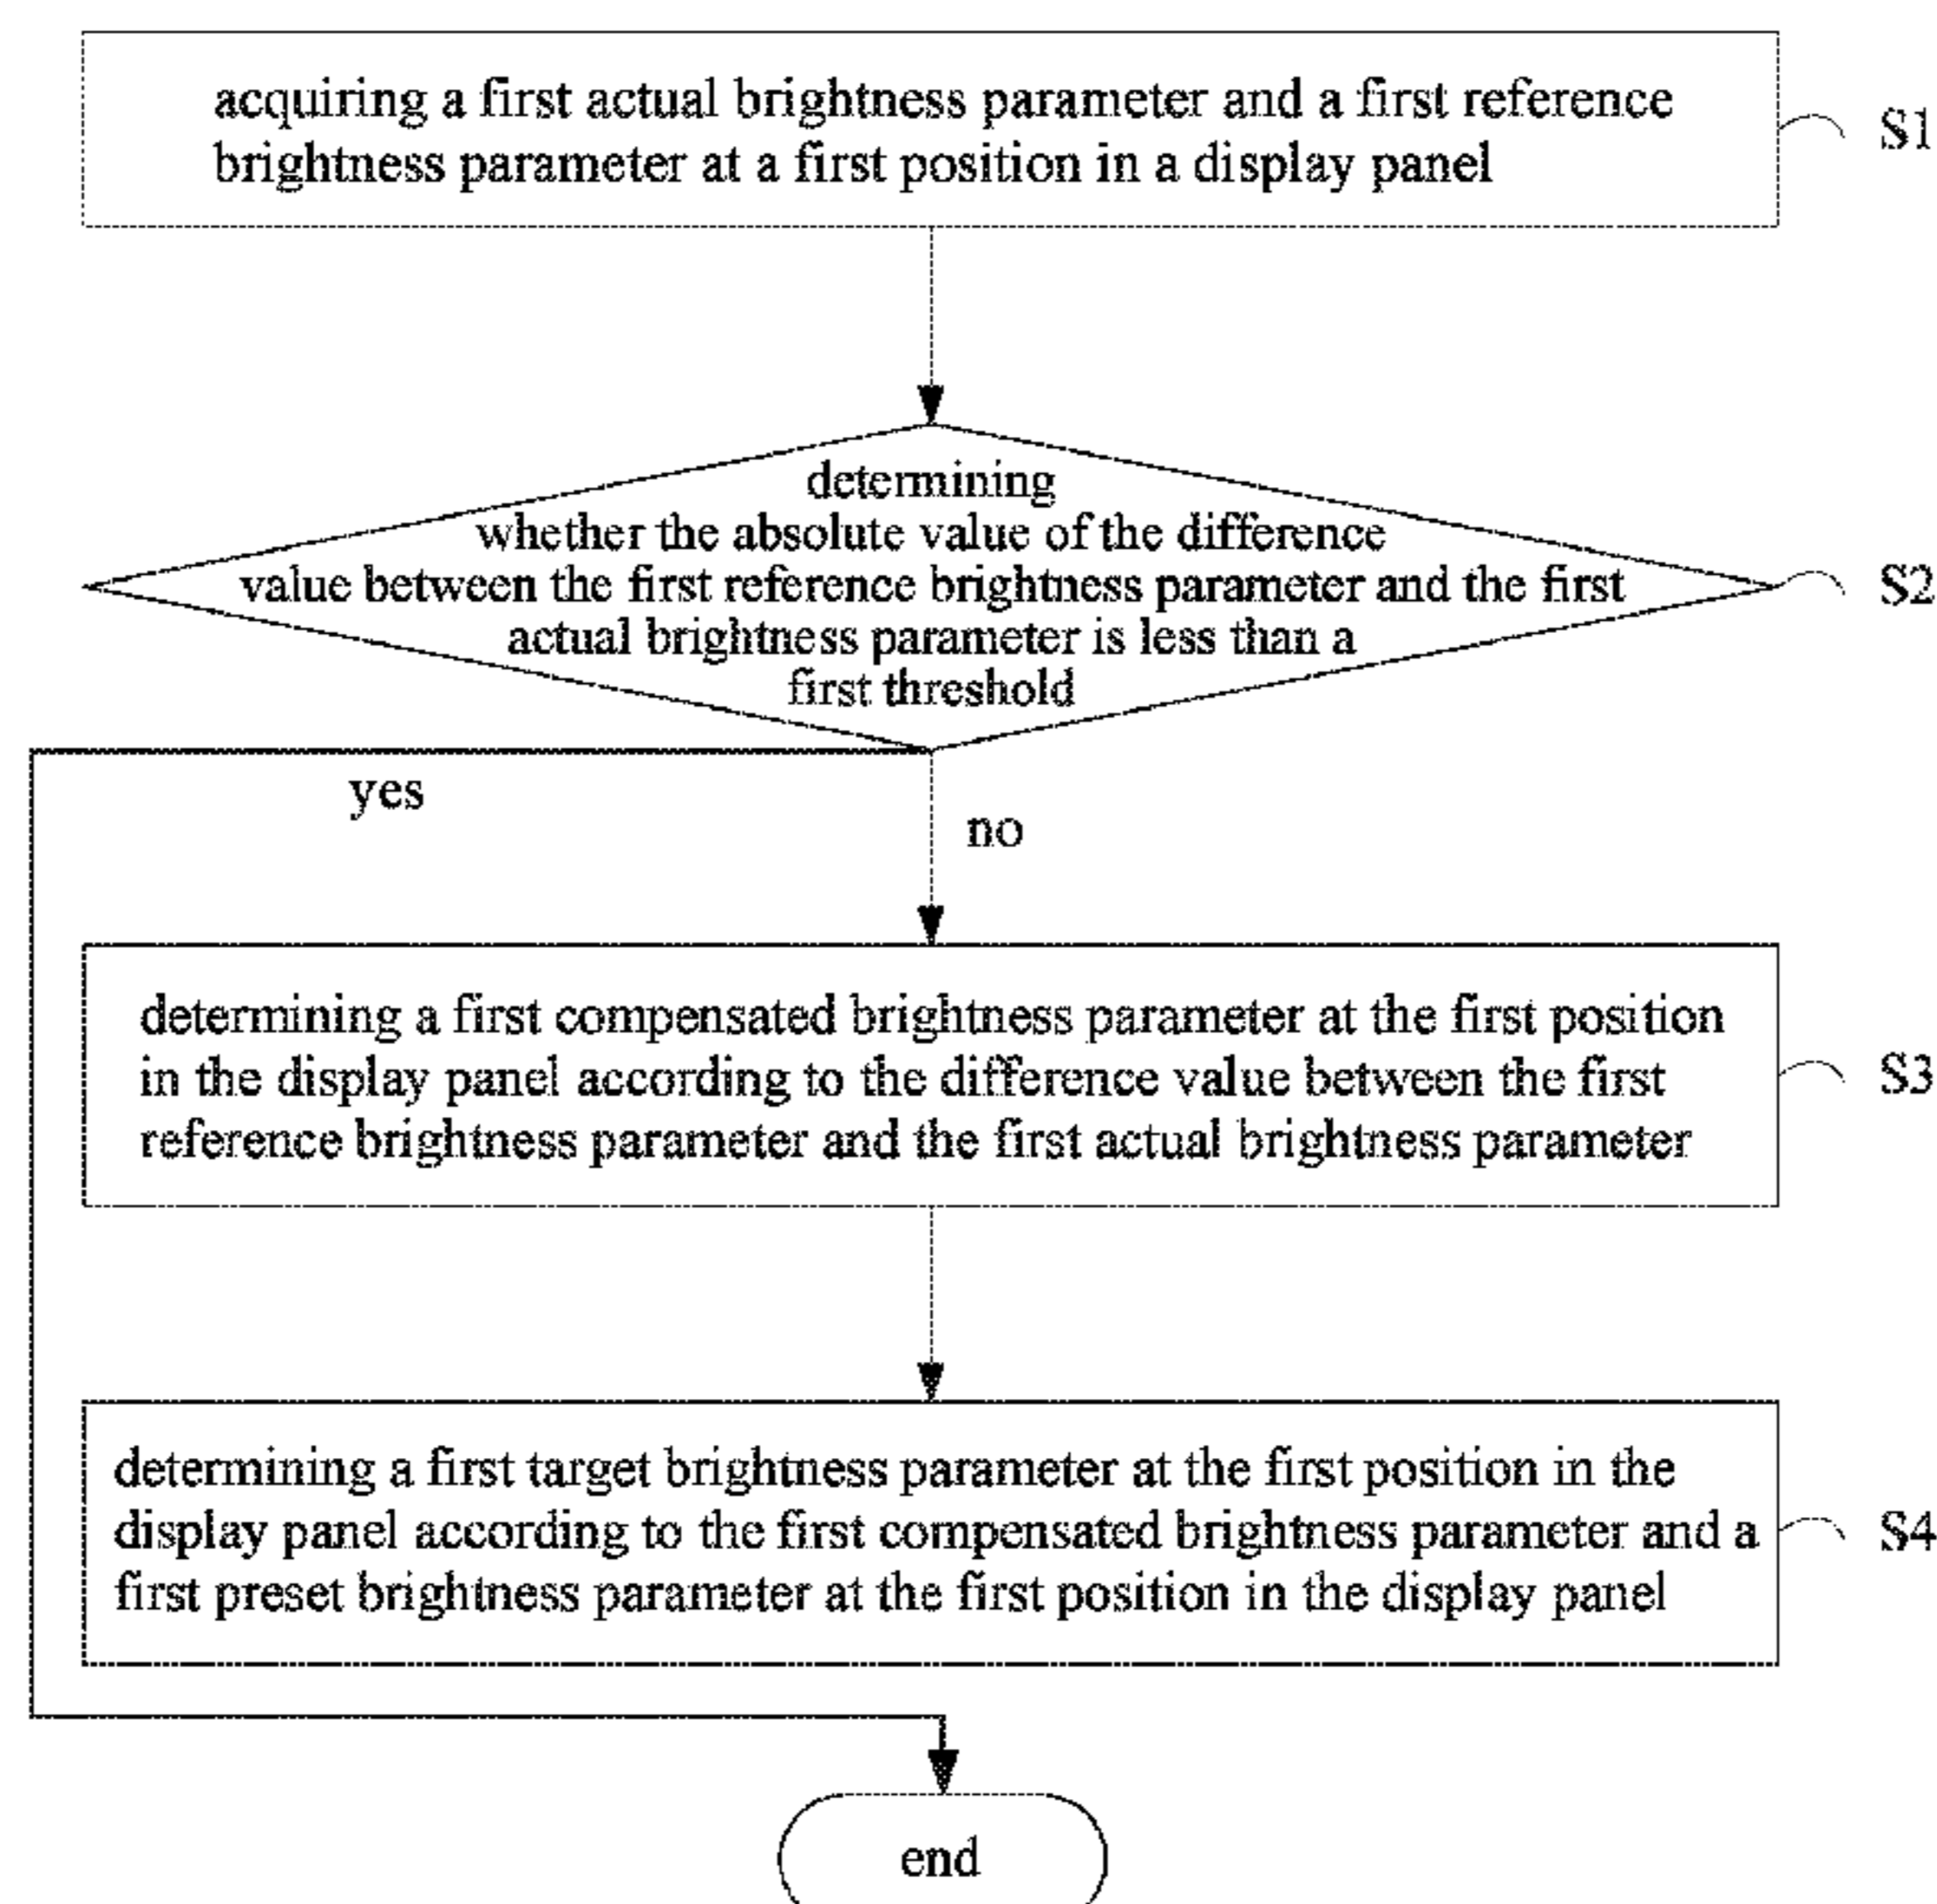 acquiring a first actual brightness parameter and a first reference
brightness parameter at a first position in a display panel
S1
determining
whether the absolute value of the difference
value between the first reference brightness parameter and the first
actual brightness parameter is less than a
first threshold
S2
yes
no
determining a first compensated brightness parameter at the first position
in the display panel according to the difference value between the first
reference brightness parameter and the first actual brightness parameter
S3
determining a first target brightness parameter at the first position in the
display panel according to the first compensated brightness parameter and a
first preset brightness parameter at the first position in the display panel
S4
end